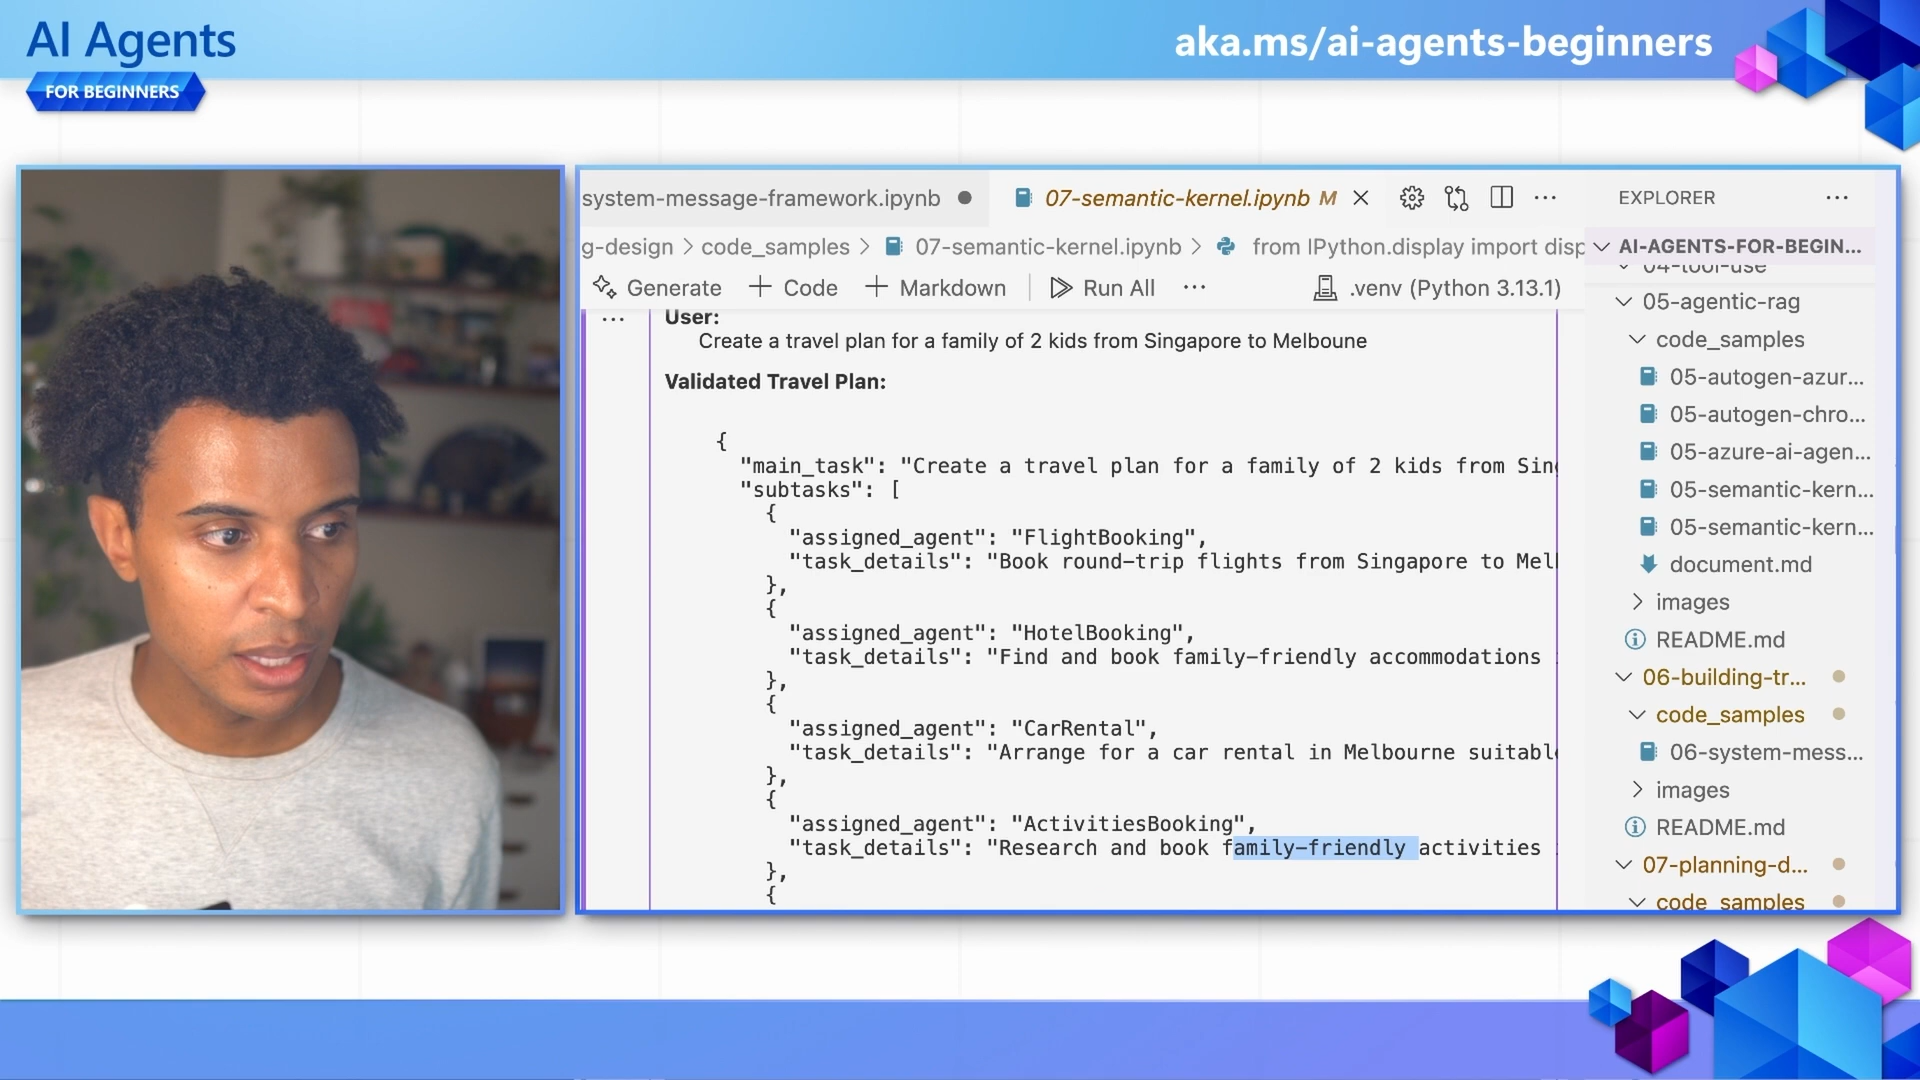 AI Agents
FOR BEGINNERS
aka.ms/ai-agents-beginners
system-message-framework.ipynb
07-semantic-kernel.ipynb M
EXPLORER
g-design > code_samples > 07-semantic-kernel.ipynb > from IPython.display import disp
AI-AGENTS-FOR-BEGIN...
Generate + Code + Markdown Run All ... .venv (Python 3.13.1)
User:
Create a travel plan for a family of 2 kids from Singapore to Melboune
Validated Travel Plan:
{
"main_task": "Create a travel plan for a family of 2 kids from Sin
"subtasks": [
{
"assigned_agent": "FlightBooking",
"task_details": "Book round-trip flights from Singapore to Mel
},
{
"assigned_agent": "HotelBooking",
"task_details": "Find and book family-friendly accommodations
},
{
"assigned_agent": "CarRental",
"task_details": "Arrange for a car rental in Melbourne suitabl
},
{
"assigned_agent": "ActivitiesBooking",
"task_details": "Research and book family-friendly activities
},
{
04-tool-use
05-agentic-rag
code_samples
05-autogen-azur...
05-autogen-chro...
05-azure-ai-agen...
05-semantic-kern...
05-semantic-kern...
document.md
images
README.md
06-building-tr...
code_samples
06-system-mess...
images
README.md
07-planning-d...
code_samples